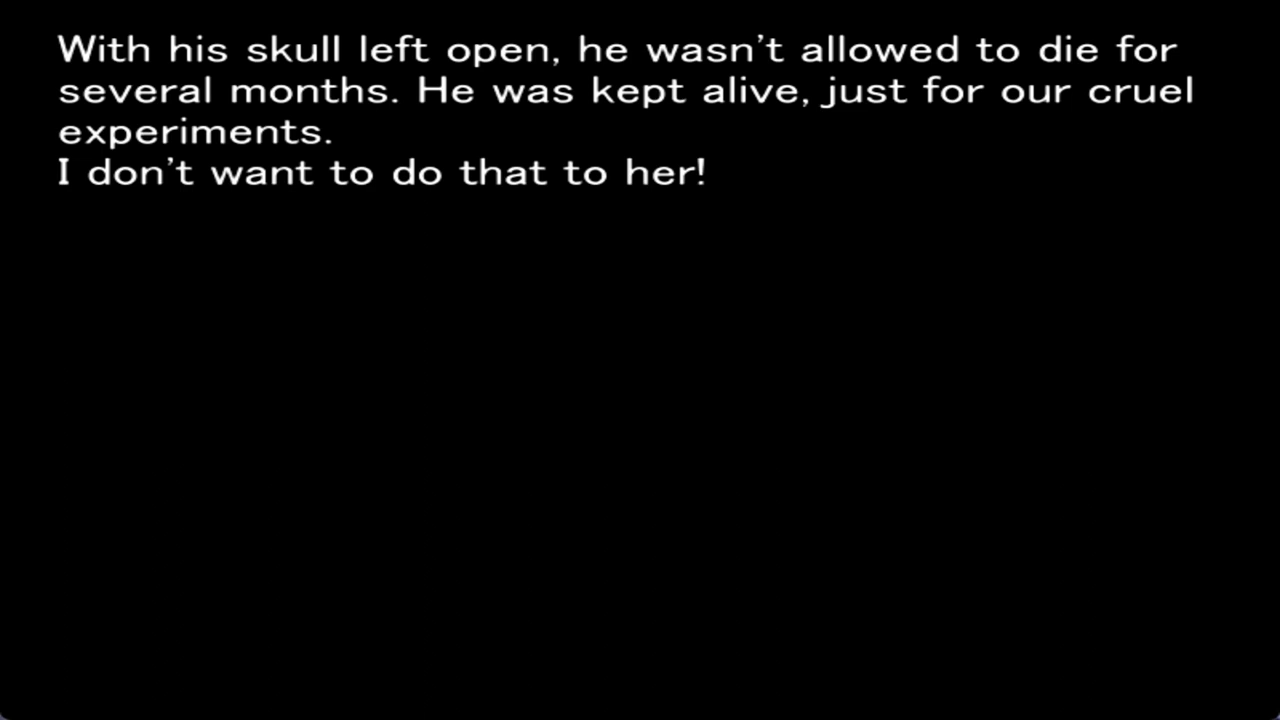 With his skull left open, he wasn't allowed to die for
several months. He was kept alive, just for our cruel
experiments.
I don't want to do that to her!